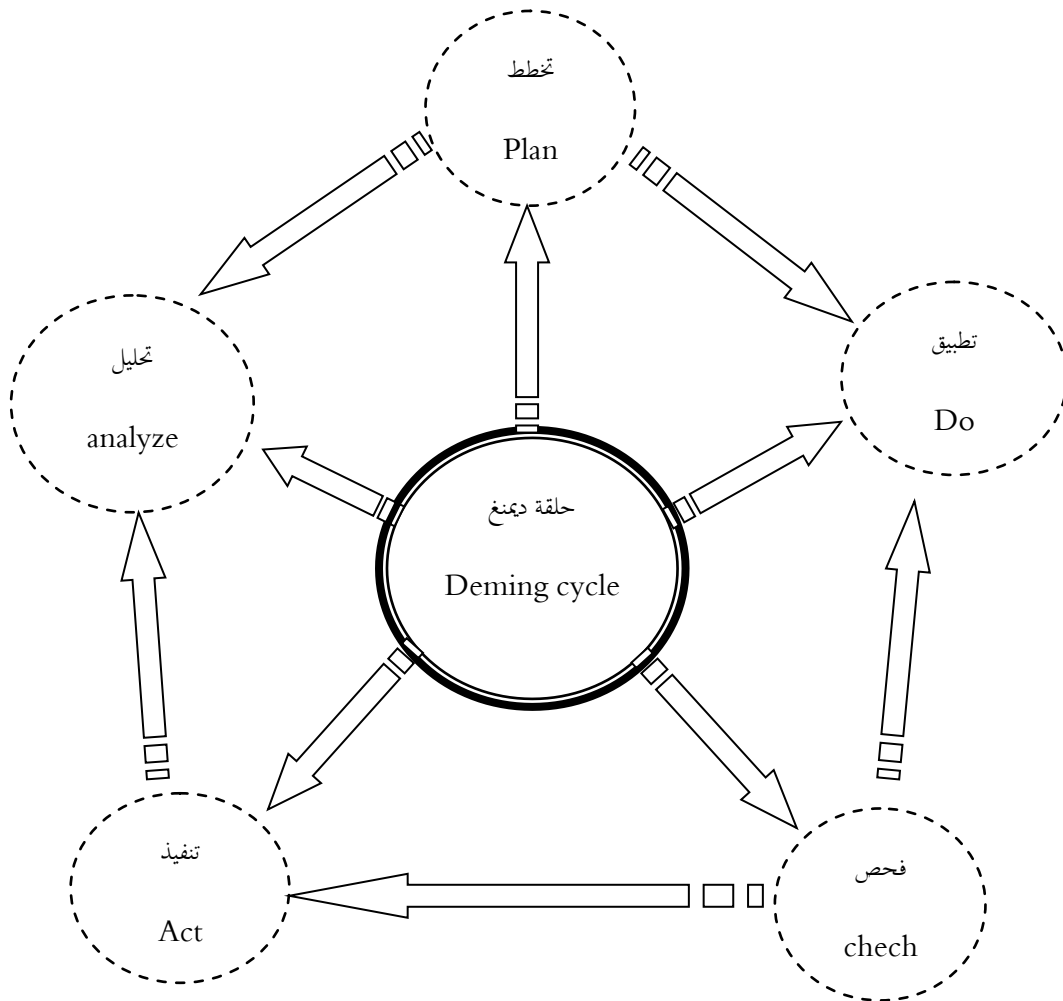 تخطط
Plan
تطبيق
Do
تحليل
analyze
حلقة ديمنغ
Deming cycle
تنفيذ
Act
فحص
chech